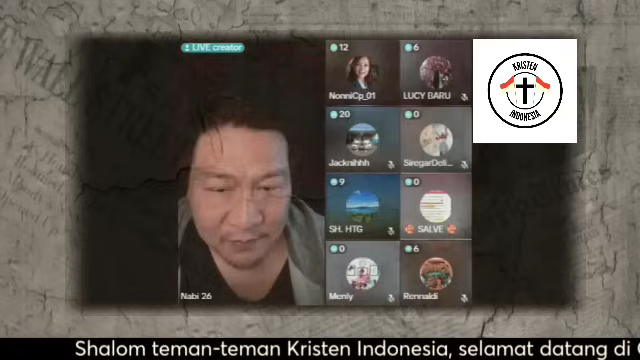 LIVE creator
12
NonniCp_01
6
LUCY BARU
20
Jacknihhh
0
SiregarDeli...
9
SH. HTG
0
SALVE
0
Menly
6
Rennaldi
Nabi 26
KRISTEN
INDONESIA
Shalom teman-teman Kristen Indonesia, selamat datang di